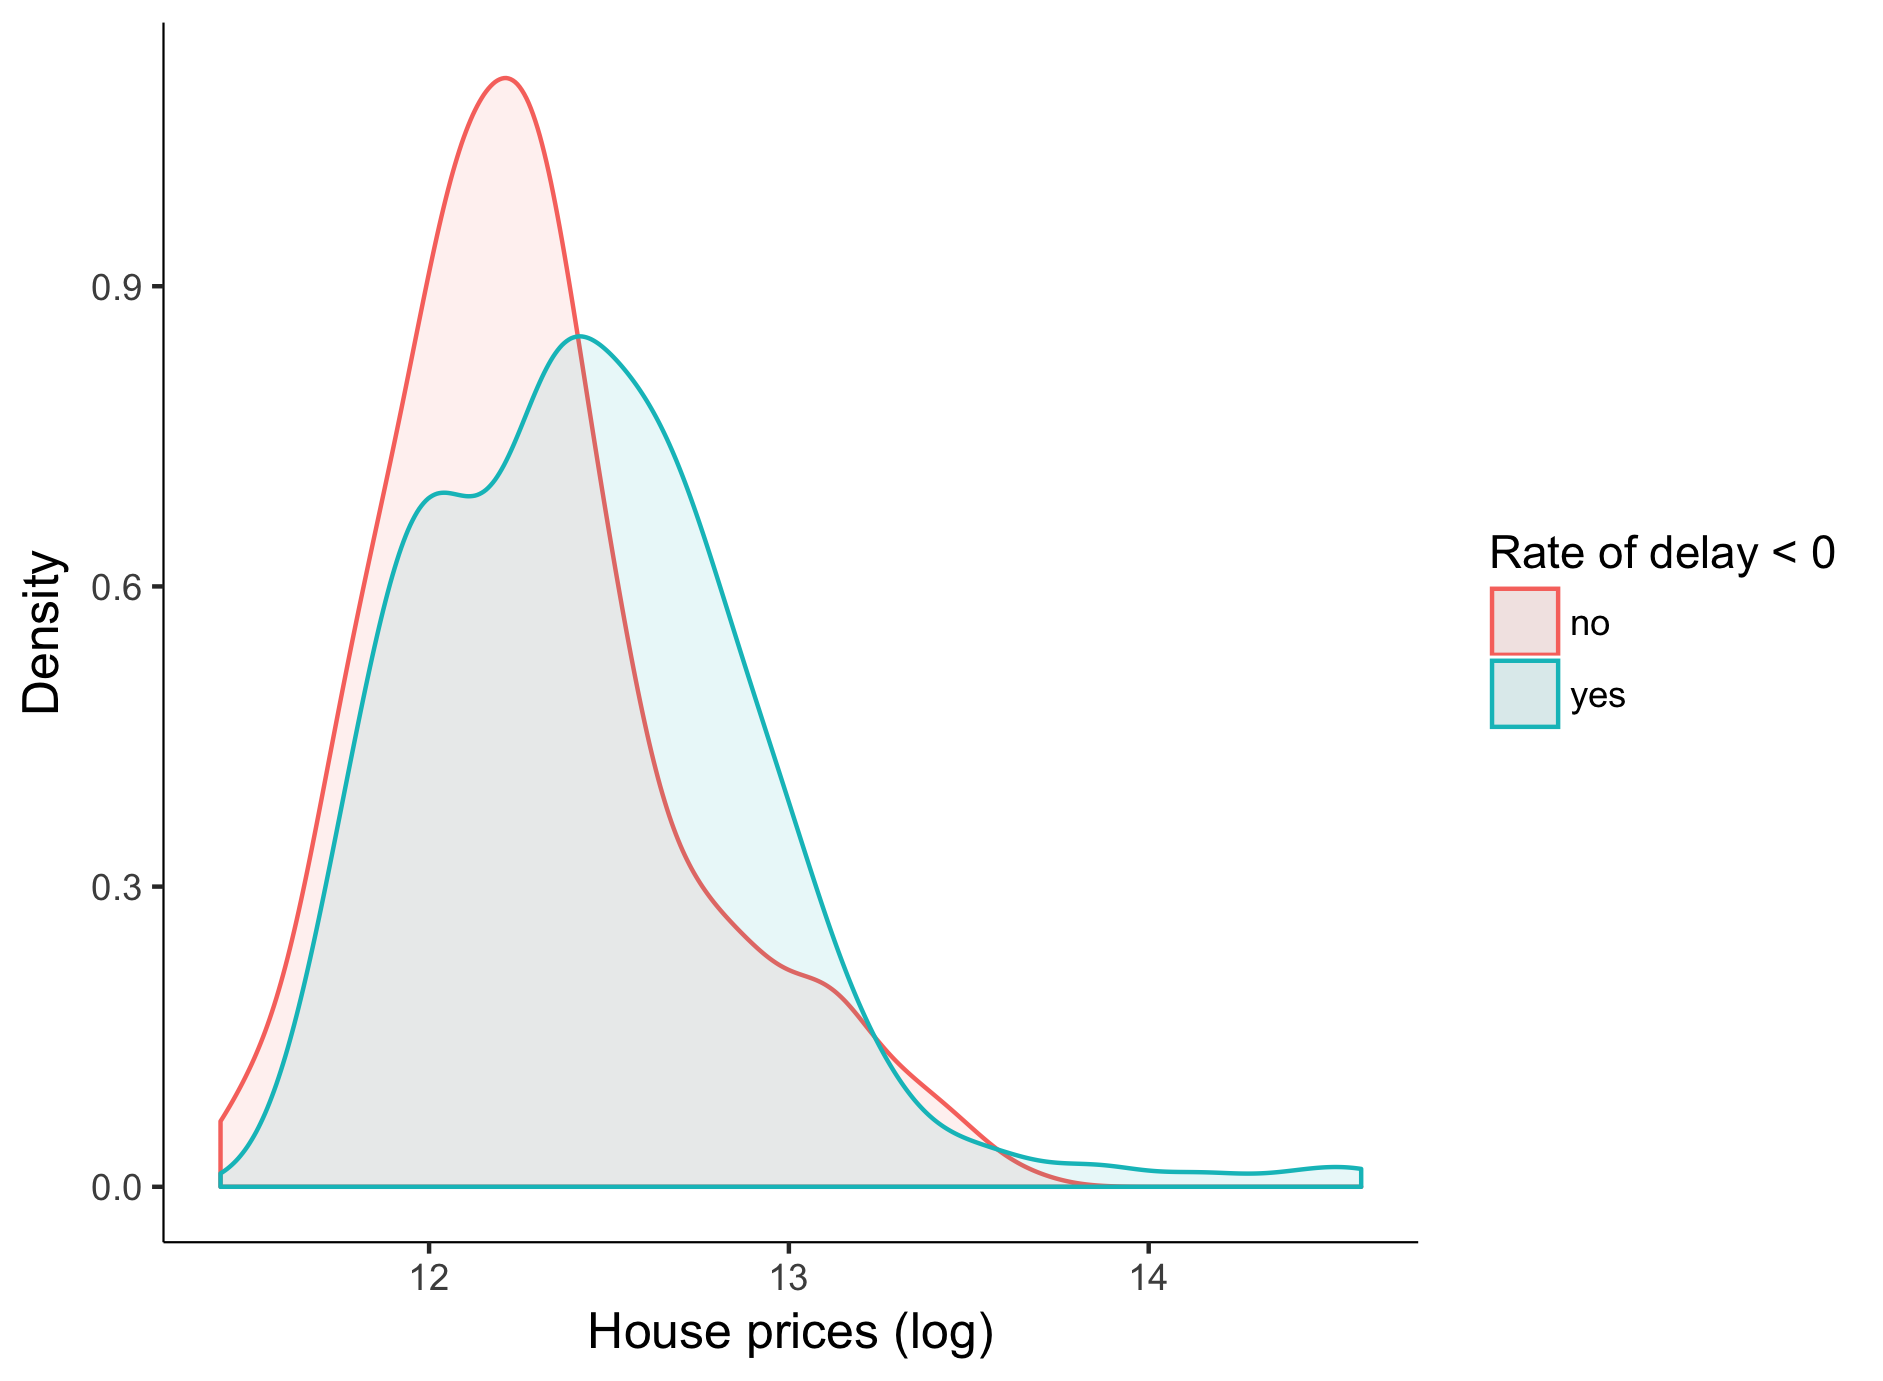 0.9
0.6
0.3
0.0
Density
12 13 14
House prices (log)
Rate of delay < 0
no
yes